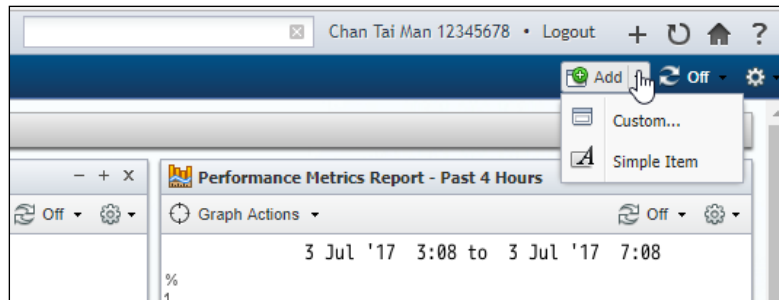 Chan Tai Man 12345678 • Logout + ?
Add Off
Custom...
Simple Item
- + x
Performance Metrics Report - Past 4 Hours
Off
Graph Actions
Off
3 Jul '17 3:08 to 3 Jul '17 7:08
%
1